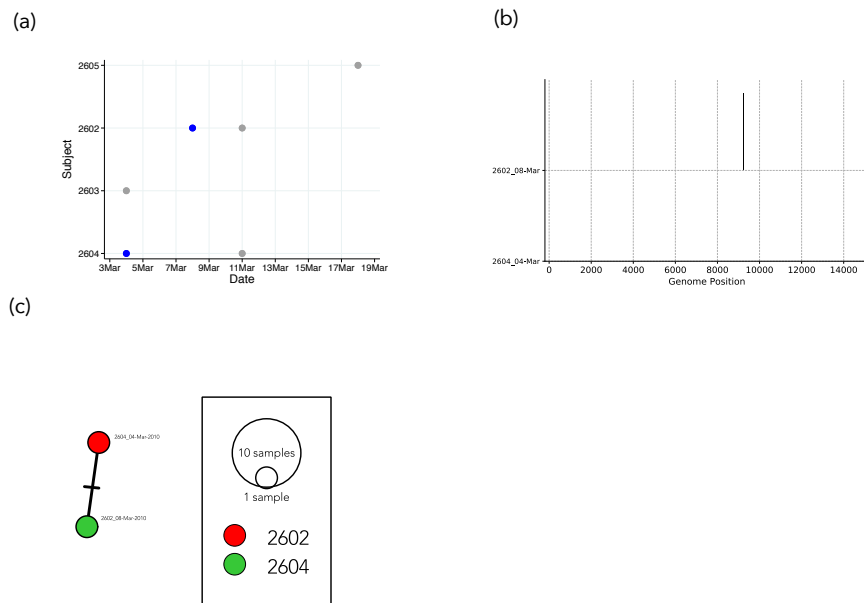 (a)
2605
2602
2603
2604
Subject
3Mar 5Mar 7Mar 9Mar 11Mar 13Mar 15Mar 17Mar 19Mar
Date
(b)
2602_08-Mar
2604_04-Mar
0 2000 4000 6000 8000 10000 12000 14000
Genome Position
(c)
2604_04-Mar-2010
2602_08-Mar-2010
10 samples
1 sample
2602
2604